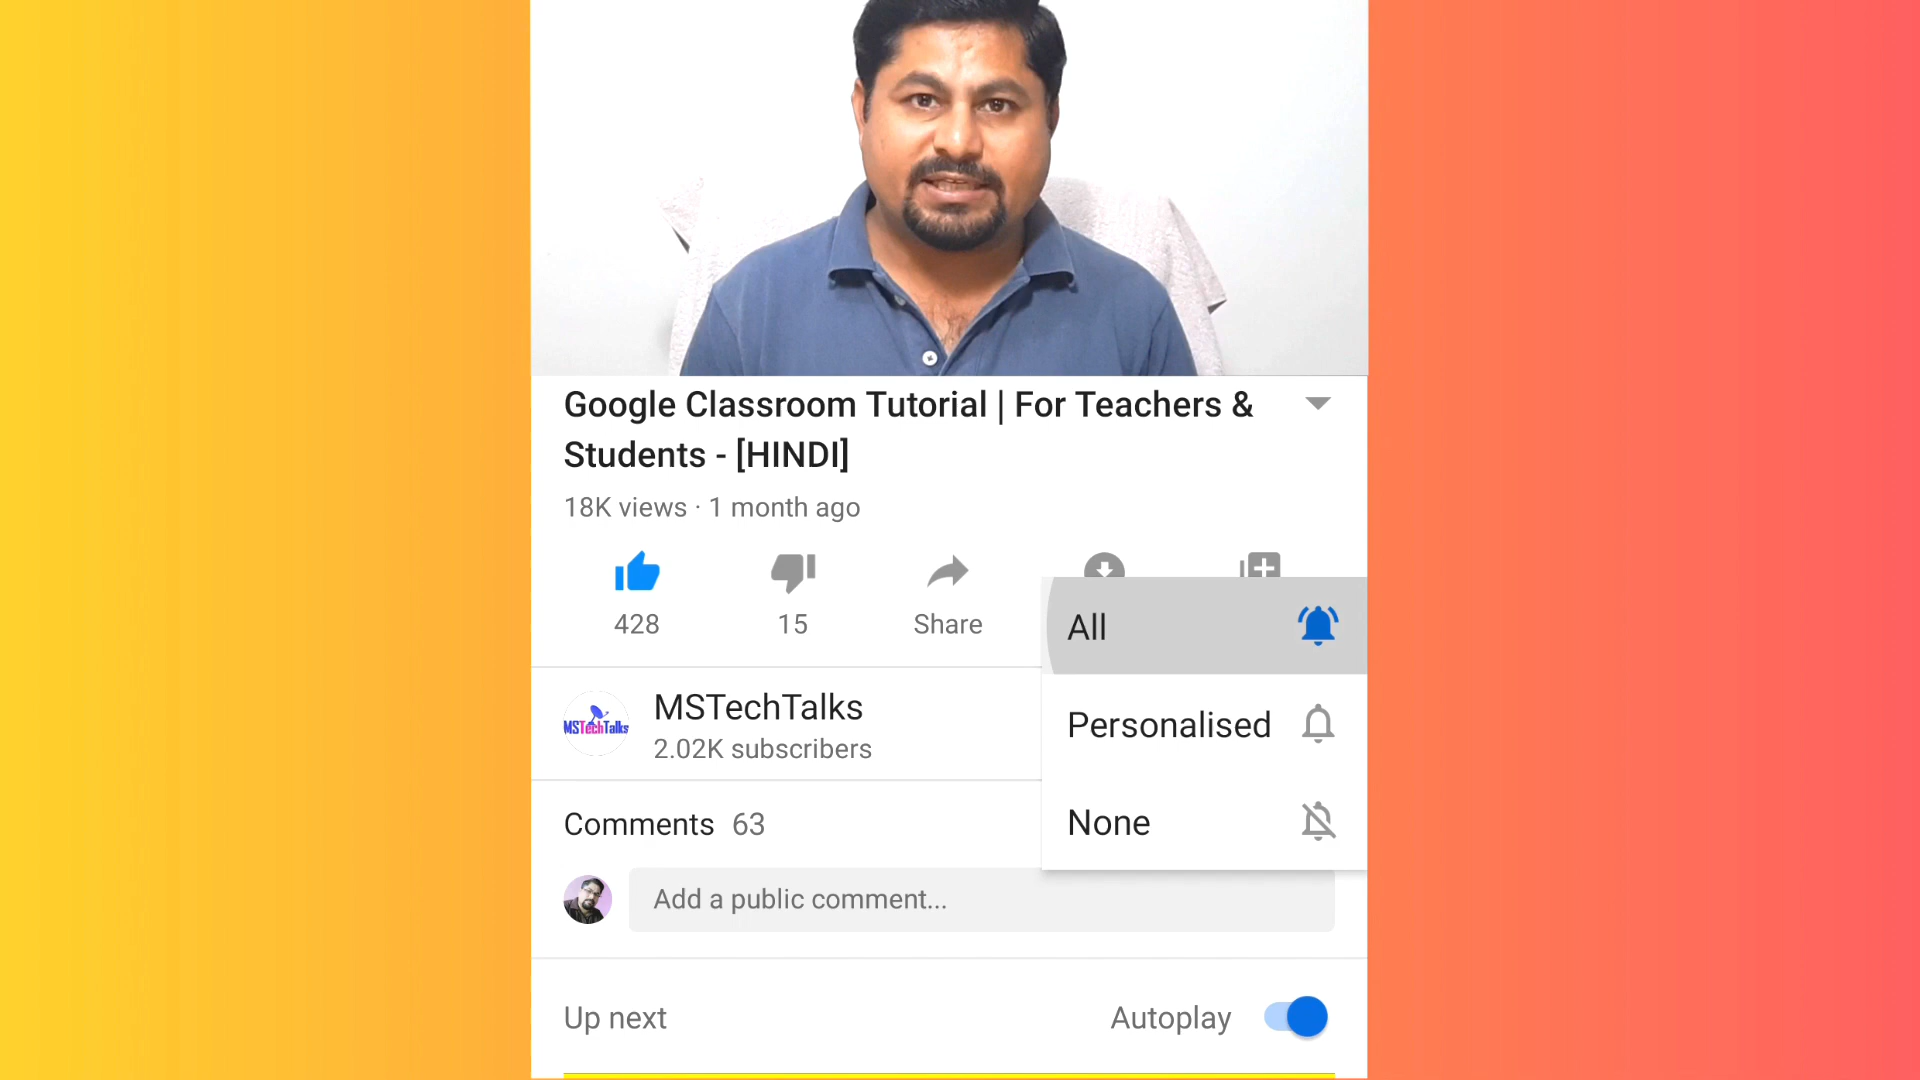 Google Classroom Tutorial | For Teachers &
Students - [HINDI]
18K views · 1 month ago
428
15
Share
All
Personalised
None
MSTechTalks
MSTechTalks
2.02K subscribers
Comments 63
Add a public comment...
Up next
Autoplay